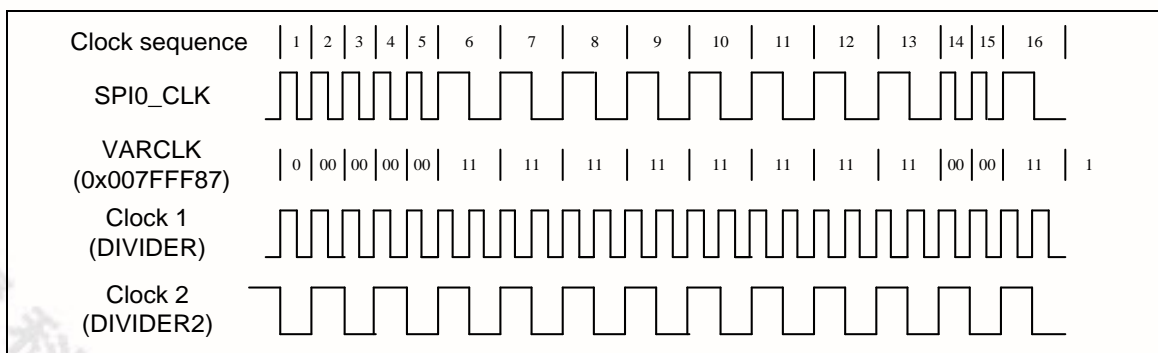 Clock sequence 1 2 3 4 5 6 7 8 9 10 11 12 13 14 15 16
SPI0_CLK
VARCLK
(0x007FFF87)
0 00 00 00 00 11 11 11 11 11 11 11 11 00 00 11 1
Clock 1
(DIVIDER)
Clock 2
(DIVIDER2)